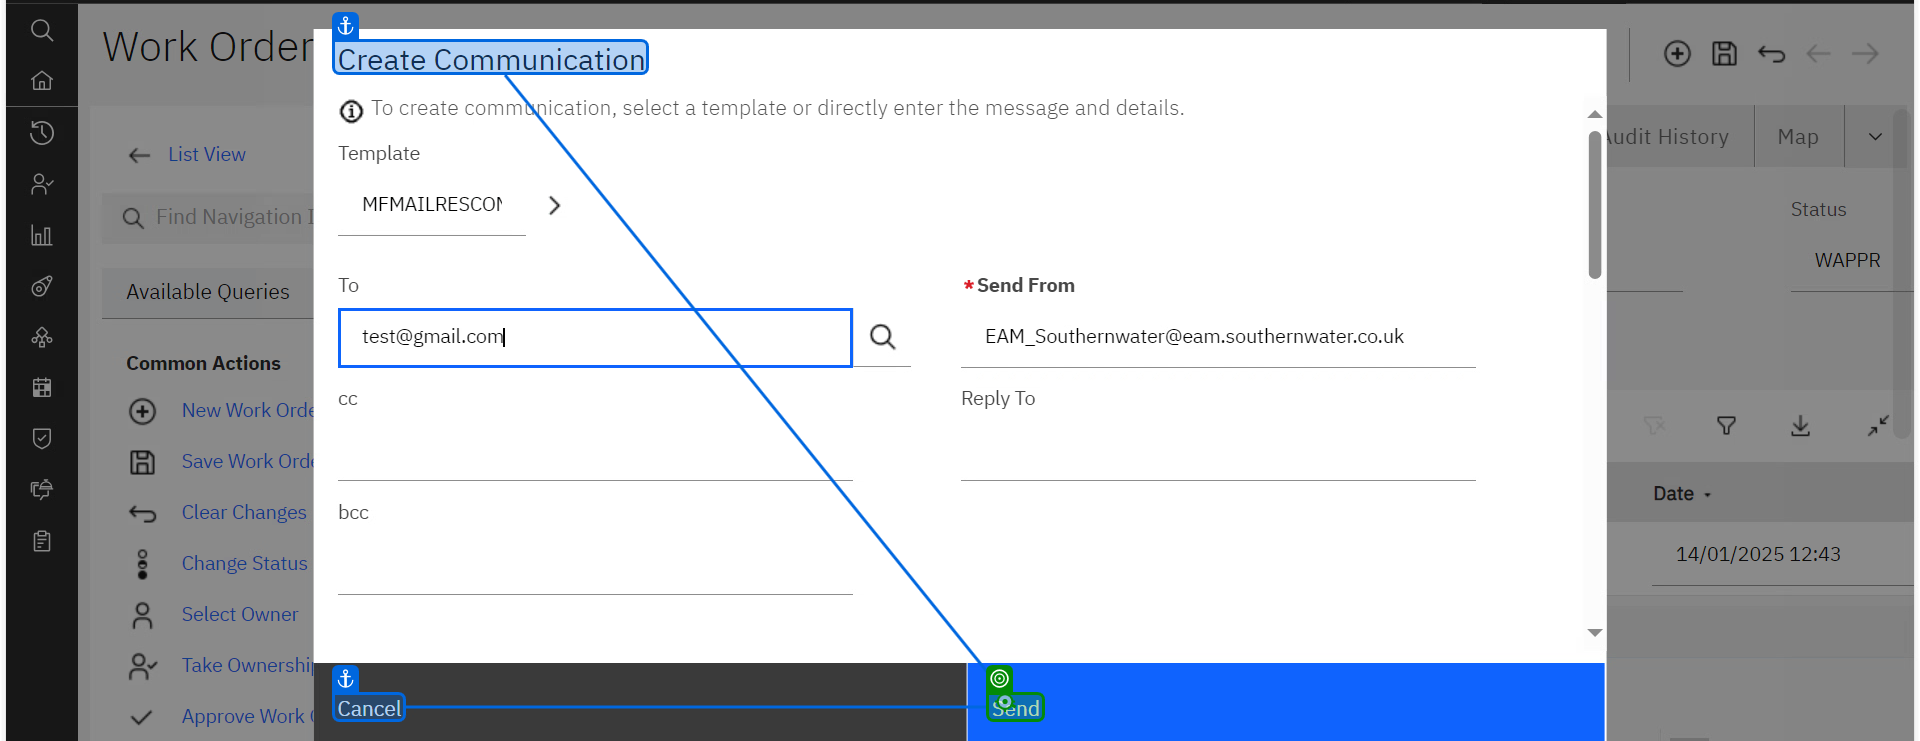 Work Order
Create Communication
To create communication, select a template or directly enter the message and details.
Audit History
Map
List View
Template
Find Navigation
MFMAILRESCOM
Status
WAPPR
Available Queries
To
*Send From
test@gmail.com
EAM_Southernwater@eam.southernwater.co.uk
Common Actions
cc
Reply To
New Work Orde
Save Work Orde
Date
bcc
Clear Changes
14/01/2025 12:43
Change Status
Select Owner
Take Ownershi
Approve Work
Cancel
Send